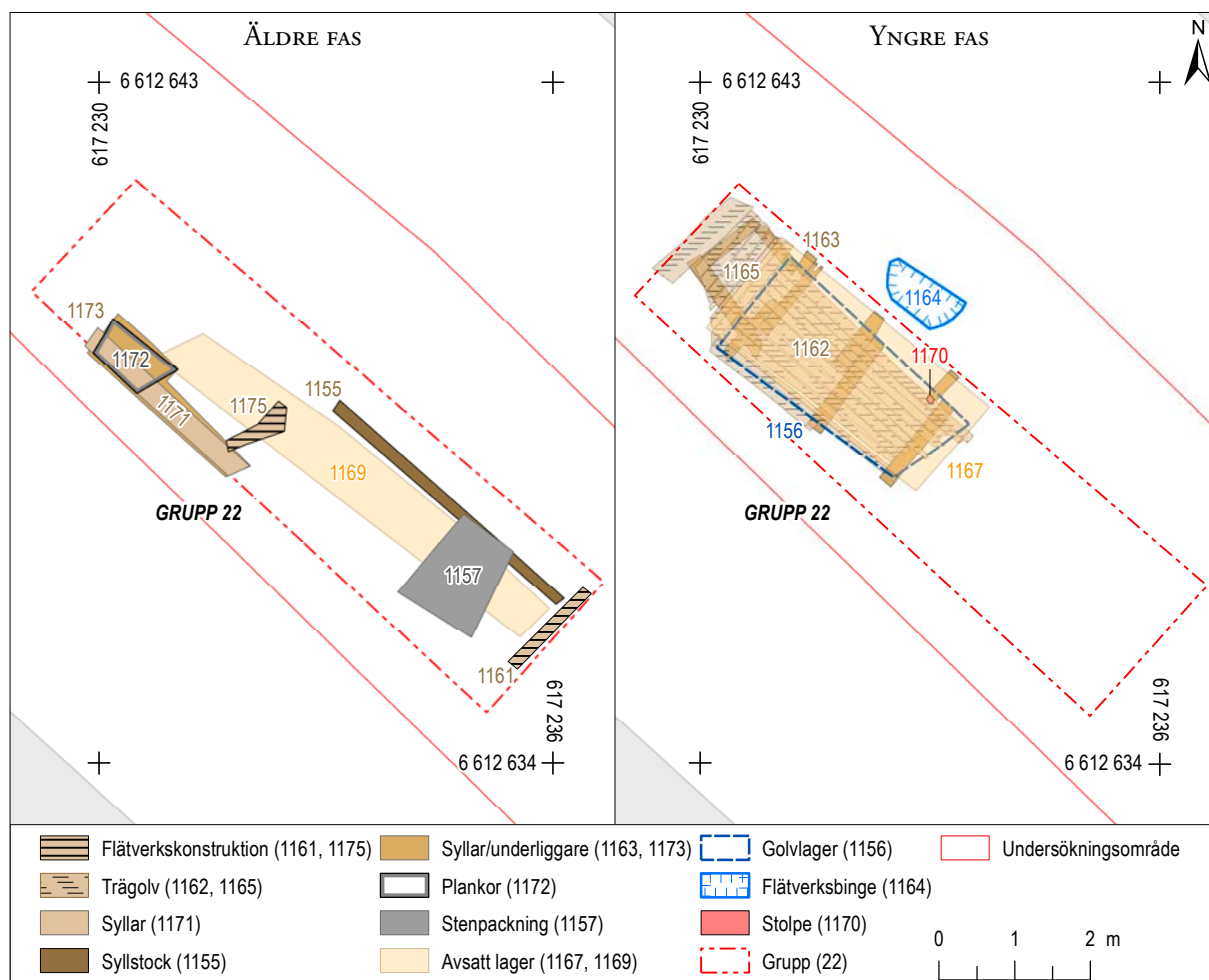 ÄLDRE FAS
6 612 643
617 230
1173
1172
1171
1175
1155
1169
GRUPP 22
1157
1161
617 236
6 612 634
YNGRE FAS
N
6 612 643
617 230
1163
1165
1164
1162
1170
1156
1167
GRUPP 22
617 236
6 612 634
Flätverkskonstruktion (1161, 1175)
Trägolv (1162, 1165)
Syllar (1171)
Syllstock (1155)
Syllar/underliggare (1163, 1173)
Plankor (1172)
Stenpackning (1157)
Avsatt lager (1167, 1169)
Golvlager (1156)
Flätverksbinge (1164)
Stolpe (1170)
Grupp (22)
Undersökningsområde
0 1 2 m